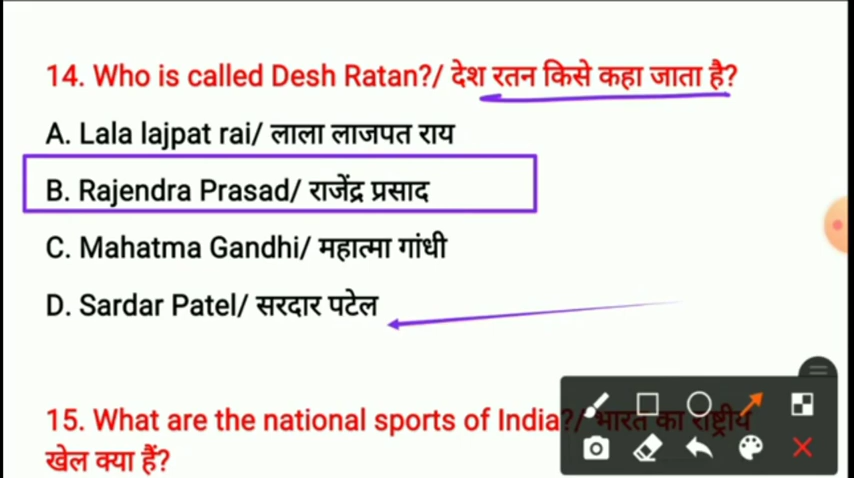 14. Who is called Desh Ratan?/ देश रतन किसे कहा जाता है?
A. Lala lajpat rai/ लाला लाजपत राय
B. Rajendra Prasad/ राजेंद्र प्रसाद
C. Mahatma Gandhi/ महात्मा गांधी
D. Sardar Patel/ सरदार पटेल
15. What are the national sports of India?/ भारत का राष्ट्रीय
खेल क्या हैं?